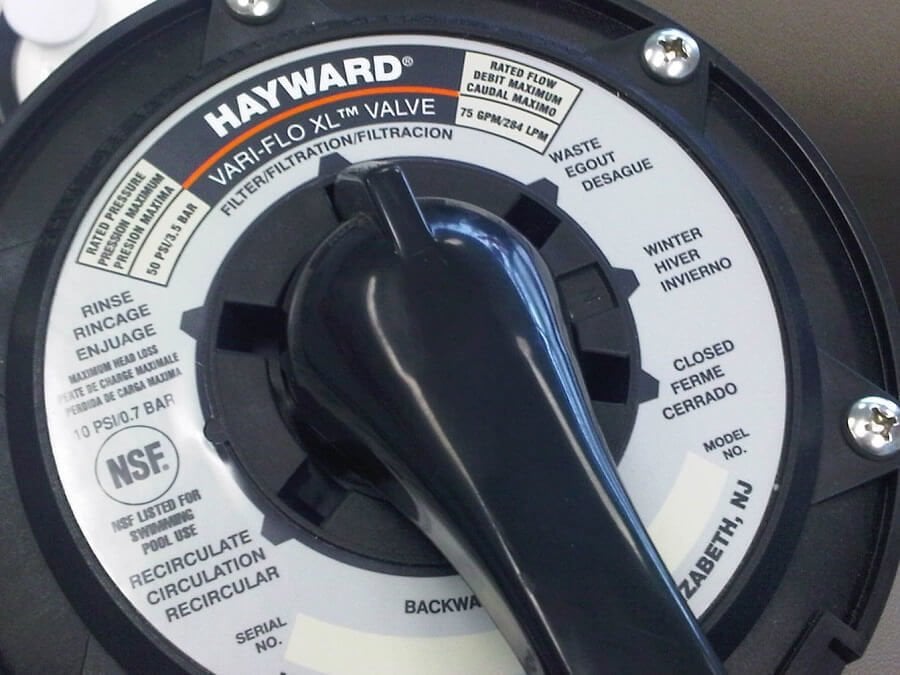 HAYWARD®
VARI-FLO XL™ VALVE
FILTER/FILTRATION/FILTRACION
RATED FLOW
DEBIT MAXIMUM
CAUDAL MAXIMO
75 GPM/284 LPM
RATED PRESSURE
PRESSION MAXIMUM
PRESION MAXIMA
50 PSI/3.5 BAR
WASTE
EGOUT
DESAGUE
WINTER
HIVER
INVIERNO
CLOSED
FERME
CERRADO
MODEL
NO.
ZABETH, NJ
RINSE
RINCAGE
ENJUAGE
MAXIMUM HEAD LOSS
PERTE DE CHARGE MAXIMALE
PERDIDA DE CARGA MAXIMA
10 PSI/0.7 BAR
NSF.
NSF LISTED FOR
SWIMMING
POOL USE
RECIRCULATE
CIRCULATION
RECIRCULAR
SERIAL
NO.
BACKWA